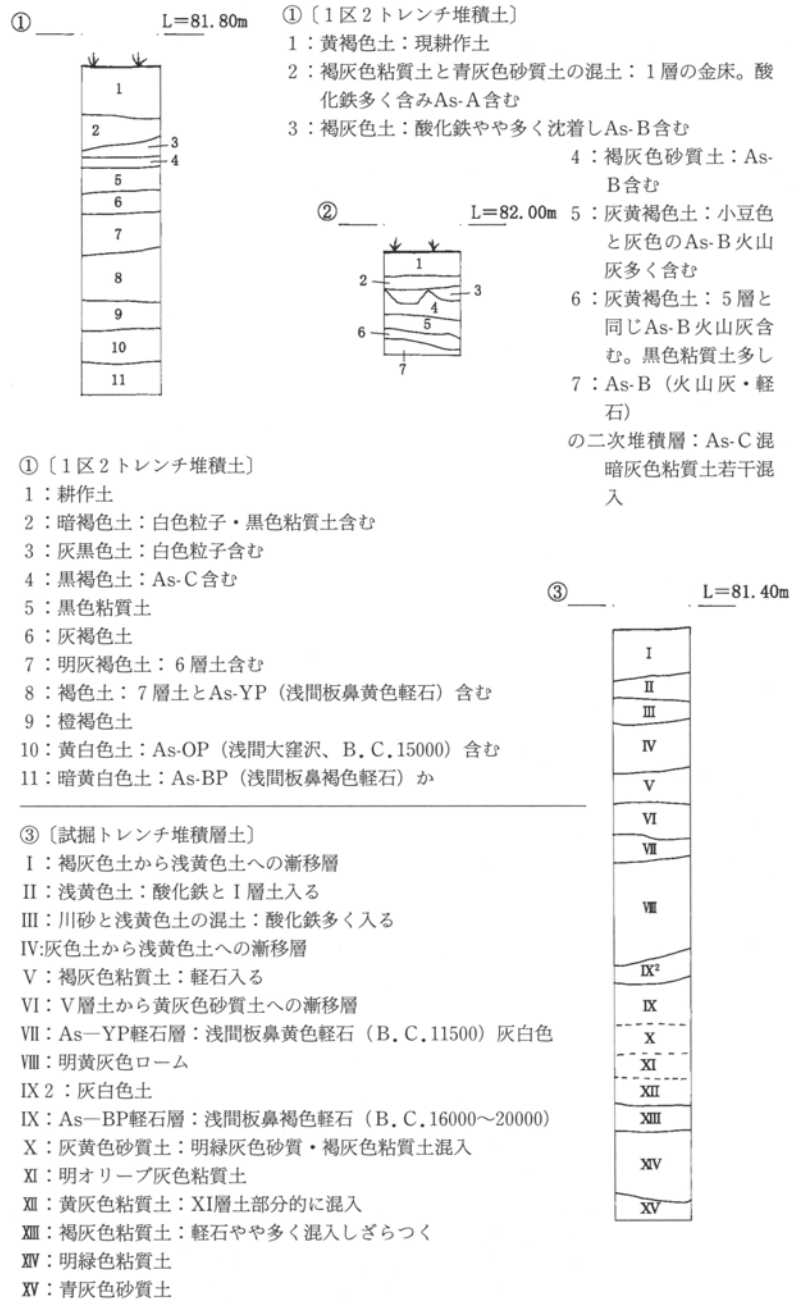 ① L=81.80m
1
2
3
4
5
6
7
8
9
10
11
①〔1区2トレンチ堆積土〕
1：黄褐色土：現耕作土
2：褐灰色粘質土と青灰色砂質土の混土：1層の金床。酸
化鉄多く含みAs-A含む
3：褐灰色土：酸化鉄やや多く沈着しAs-B含む
4：褐灰色砂質土：As-
B含む
5：灰黄褐色土：小豆色
と灰色のAs-B火山
灰多く含む
6：灰黄褐色土：5層と
同じAs-B火山灰含
む。黒色粘質土多し
7：As-B（火山灰・軽
石）
の二次堆積層：As-C混
暗灰色粘質土若干混
入
② L=82.00m
1
2
3
4
5
6
7
①〔1区2トレンチ堆積土〕
1：耕作土
2：暗褐色土：白色粒子・黒色粘質土含む
3：灰黒色土：白色粒子含む
4：黒褐色土：As-C含む
5：黒色粘質土
6：灰褐色土
7：明灰褐色土：6層土含む
8：褐色土：7層土とAs-YP（浅間板鼻黄色軽石）含む
9：橙褐色土
10：黄白色土：As-OP（浅間大窪沢、B.C.15000）含む
11：暗黄白色土：As-BP（浅間板鼻褐色軽石）か
③〔試掘トレンチ堆積層土〕
Ⅰ：褐灰色土から浅黄色土への漸移層
Ⅱ：浅黄色土：酸化鉄とⅠ層土入る
Ⅲ：川砂と浅黄色土の混土：酸化鉄多く入る
Ⅳ:灰色土から浅黄色土への漸移層
Ⅴ：褐灰色粘質土：軽石入る
Ⅵ：Ⅴ層土から黄灰色砂質土への漸移層
Ⅶ：As―YP軽石層：浅間板鼻黄色軽石（B.C.11500）灰白色
Ⅷ：明黄灰色ローム
Ⅸ2：灰白色土
Ⅸ：As―BP軽石層：浅間板鼻褐色軽石（B.C.16000～20000）
Ⅹ：灰黄色砂質土：明緑灰色砂質・褐灰色粘質土混入
Ⅺ：明オリーブ灰色粘質土
Ⅻ：黄灰色粘質土：XI層土部分的に混入
XIII：褐灰色粘質土：軽石やや多く混入しざらつく
XIV：明緑色粘質土
XV：青灰色砂質土
③ L=81.40m
Ⅰ
Ⅱ
Ⅲ
Ⅳ
Ⅴ
Ⅵ
Ⅶ
Ⅷ
Ⅸ²
Ⅸ
Ⅹ
Ⅺ
Ⅻ
XIII
XIV
XV